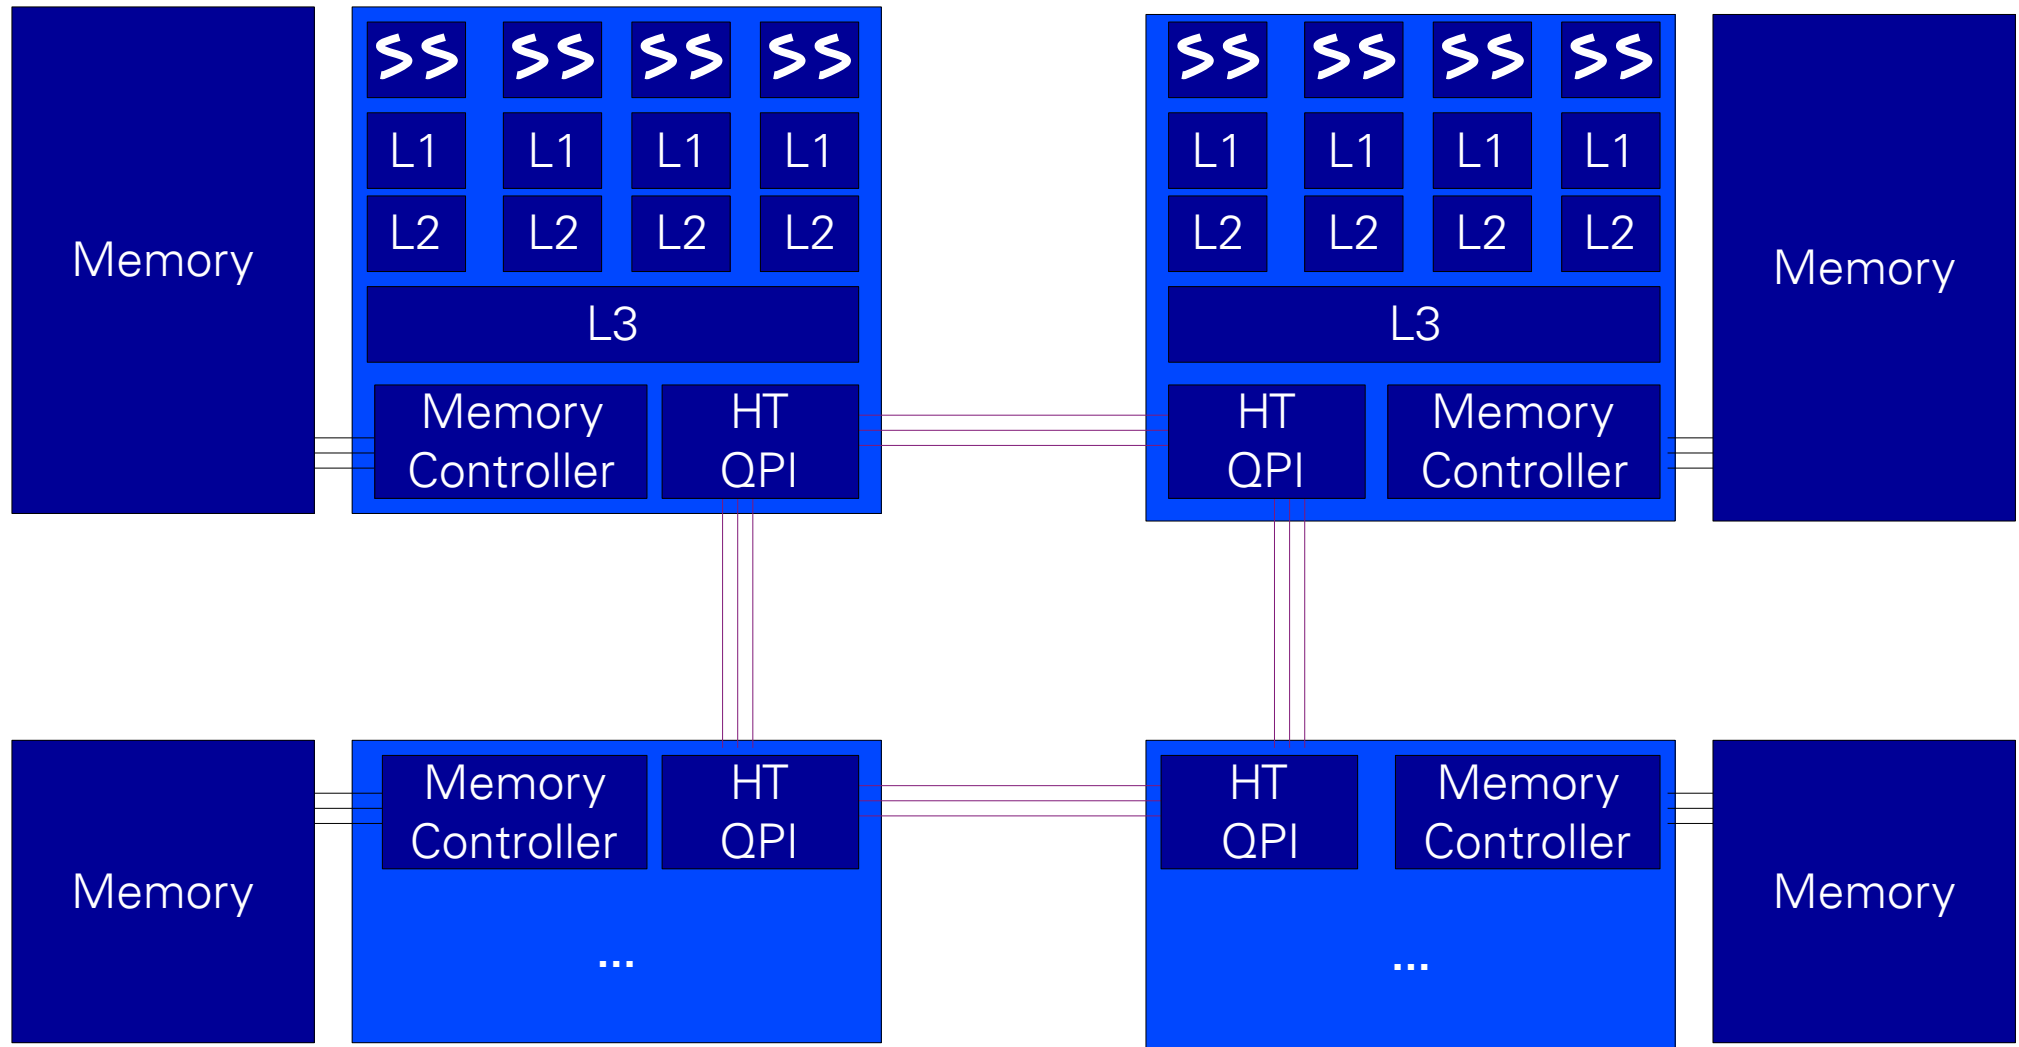 Memory
L1 L1 L1 L1
L2 L2 L2 L2
L3
Memory
Controller
HT
QPI
L1 L1 L1 L1
L2 L2 L2 L2
L3
HT
QPI
Memory
Controller
Memory
Memory
Memory
Controller
HT
QPI
...
HT
QPI
Memory
Controller
...
Memory